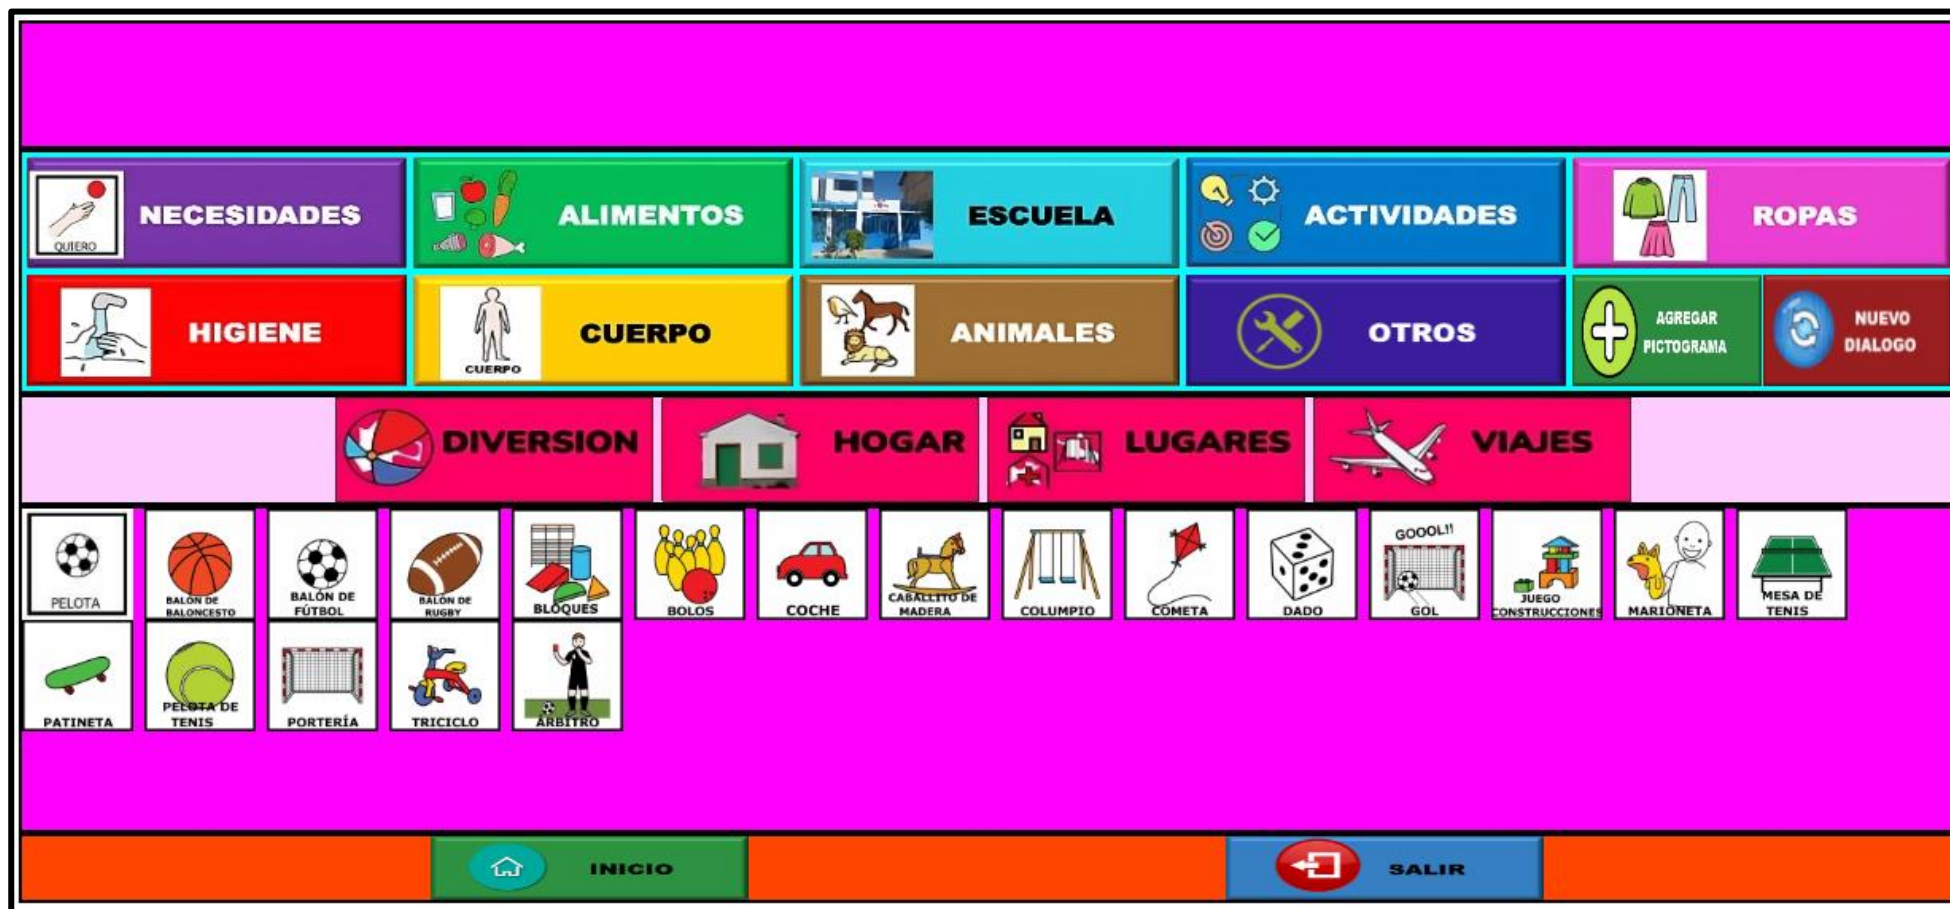 QUIERO
NECESIDADES
ALIMENTOS
ESCUELA
ACTIVIDADES
ROPAS
HIGIENE
CUERPO
CUERPO
ANIMALES
OTROS
AGREGAR
PICTOGRAMA
NUEVO
DIALOGO
DIVERSION
HOGAR
LUGARES
VIAJES
PELOTA
BALÓN DE
BALONCESTO
BALÓN DE
FÚTBOL
BALÓN DE
RUGBY
BLOQUES
BOLOS
COCHE
CABALLITO DE
MADERA
COLUMPIO
COMETA
DADO
GOOOL!!
GOL
JUEGO
CONSTRUCCIONES
MARIONETA
MESA DE
TENIS
PATINETA
PELOTA DE
TENIS
PORTERÍA
TRICICLO
ÁRBITRO
INICIO
SALIR